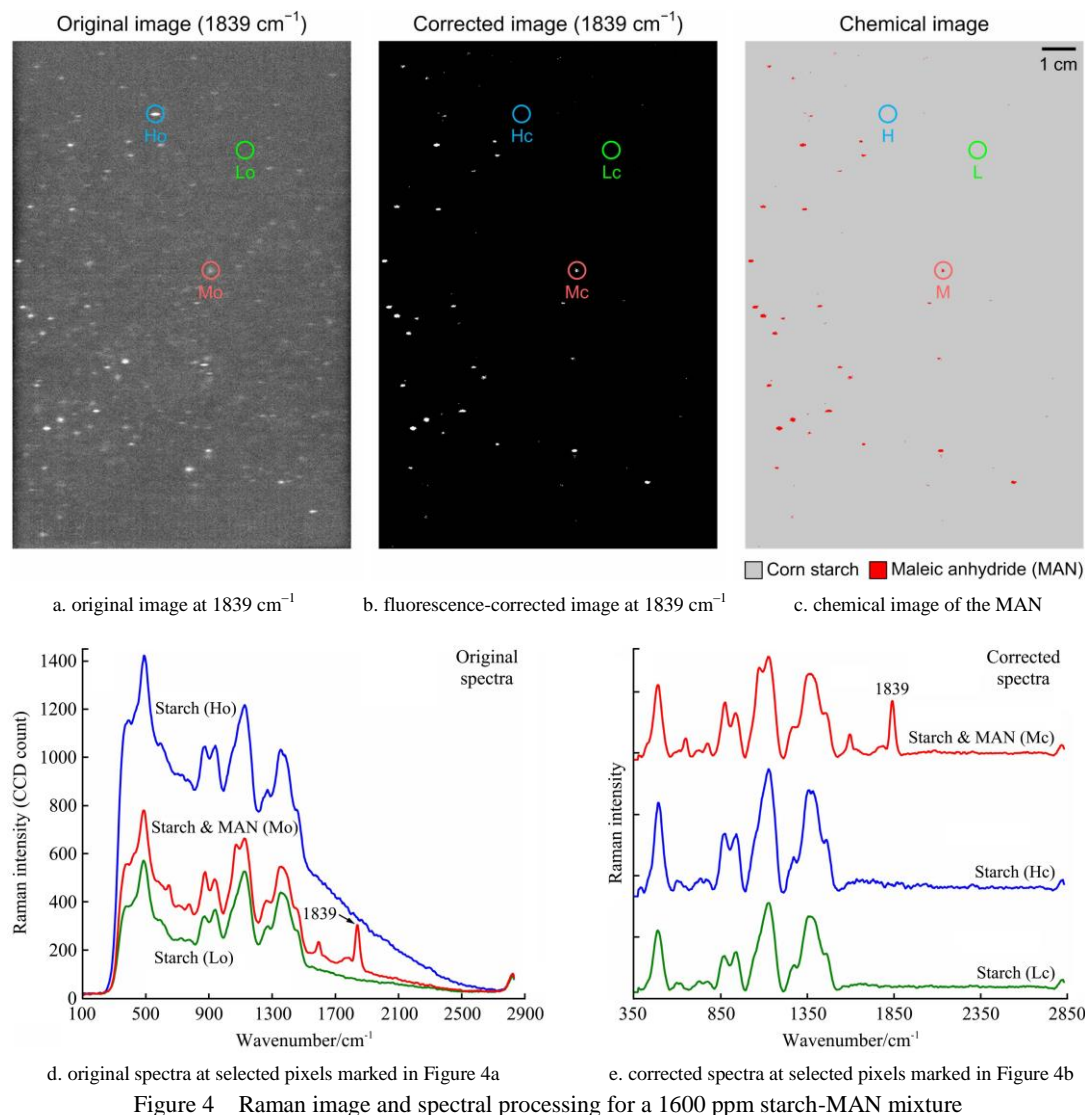 Original image (1839 cm⁻¹)
Corrected image (1839 cm⁻¹)
Chemical image
1 cm
Ho
Lo
Mo
Hc
Lc
Mc
H
L
M
Corn starch
Maleic anhydride (MAN)
a. original image at 1839 cm⁻¹
b. fluorescence-corrected image at 1839 cm⁻¹
c. chemical image of the MAN
Original
spectra
Raman intensity (CCD count)
1400
1200
1000
800
600
400
200
0
Starch (Ho)
Starch & MAN (Mo)
1839
Starch (Lo)
100
500
900
1300
1700
2100
2500
2900
Wavenumber/cm⁻¹
Corrected
spectra
Raman intensity
1839
Starch & MAN (Mc)
Starch (Hc)
Starch (Lc)
350
850
1350
1850
2350
2850
Wavenumber/cm⁻¹
d. original spectra at selected pixels marked in Figure 4a
e. corrected spectra at selected pixels marked in Figure 4b
Figure 4 Raman image and spectral processing for a 1600 ppm starch-MAN mixture